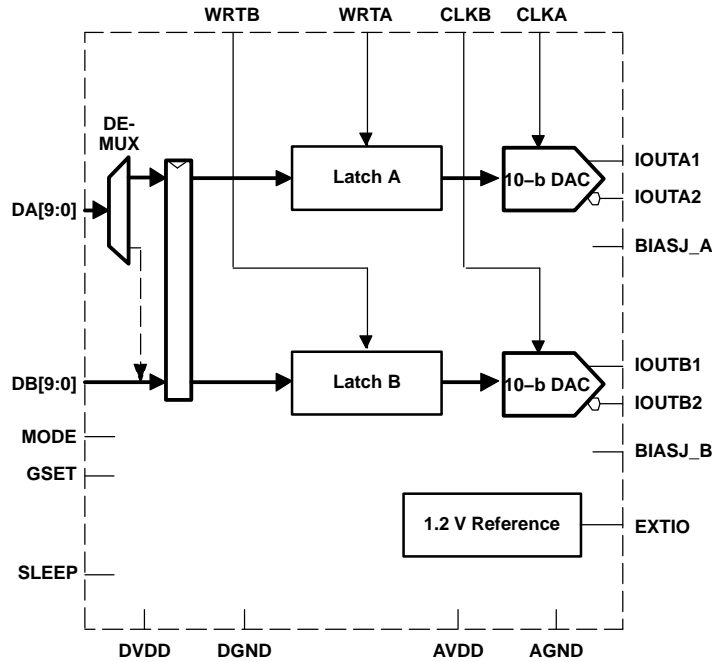 WRTB WRTA CLKB CLKA
DE-
MUX
Latch A
10–b DAC
IOUTA1
IOUTA2
DA[9:0]
BIASJ_A
Latch B
10–b DAC
IOUTB1
IOUTB2
DB[9:0]
MODE
BIASJ_B
GSET
1.2 V Reference
EXTIO
SLEEP
DVDD DGND AVDD AGND